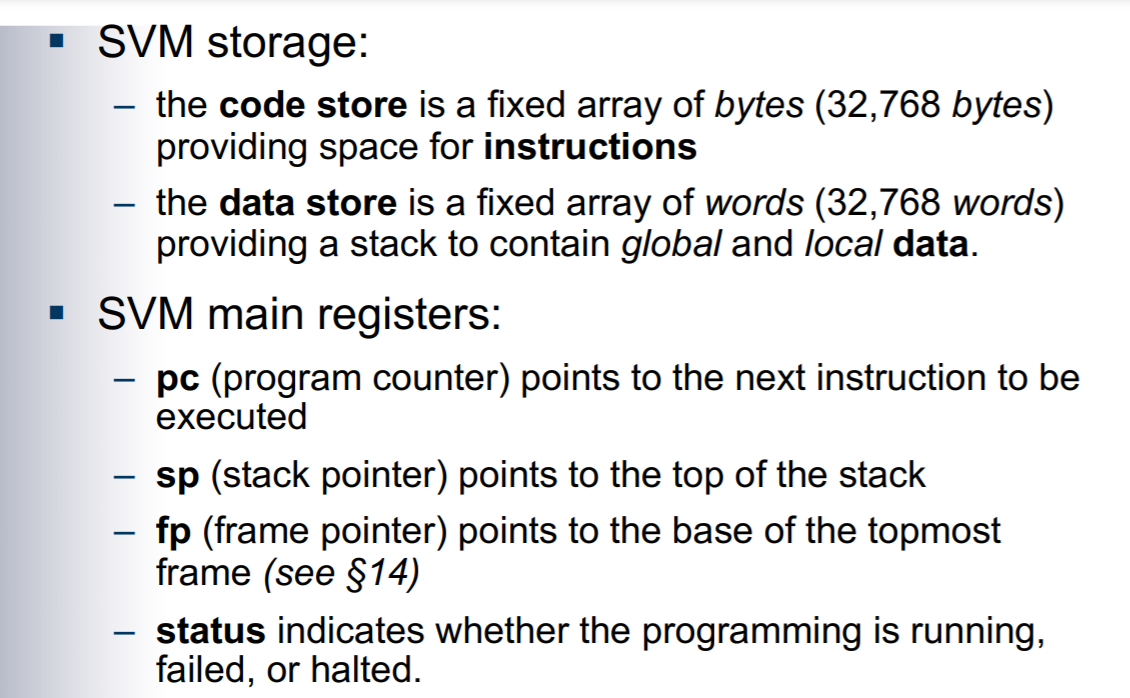 ▪ SVM storage:
– the code store is a fixed array of bytes (32,768 bytes)
providing space for instructions
– the data store is a fixed array of words (32,768 words)
providing a stack to contain global and local data.
▪ SVM main registers:
– pc (program counter) points to the next instruction to be
executed
– sp (stack pointer) points to the top of the stack
– fp (frame pointer) points to the base of the topmost
frame (see §14)
– status indicates whether the programming is running,
failed, or halted.